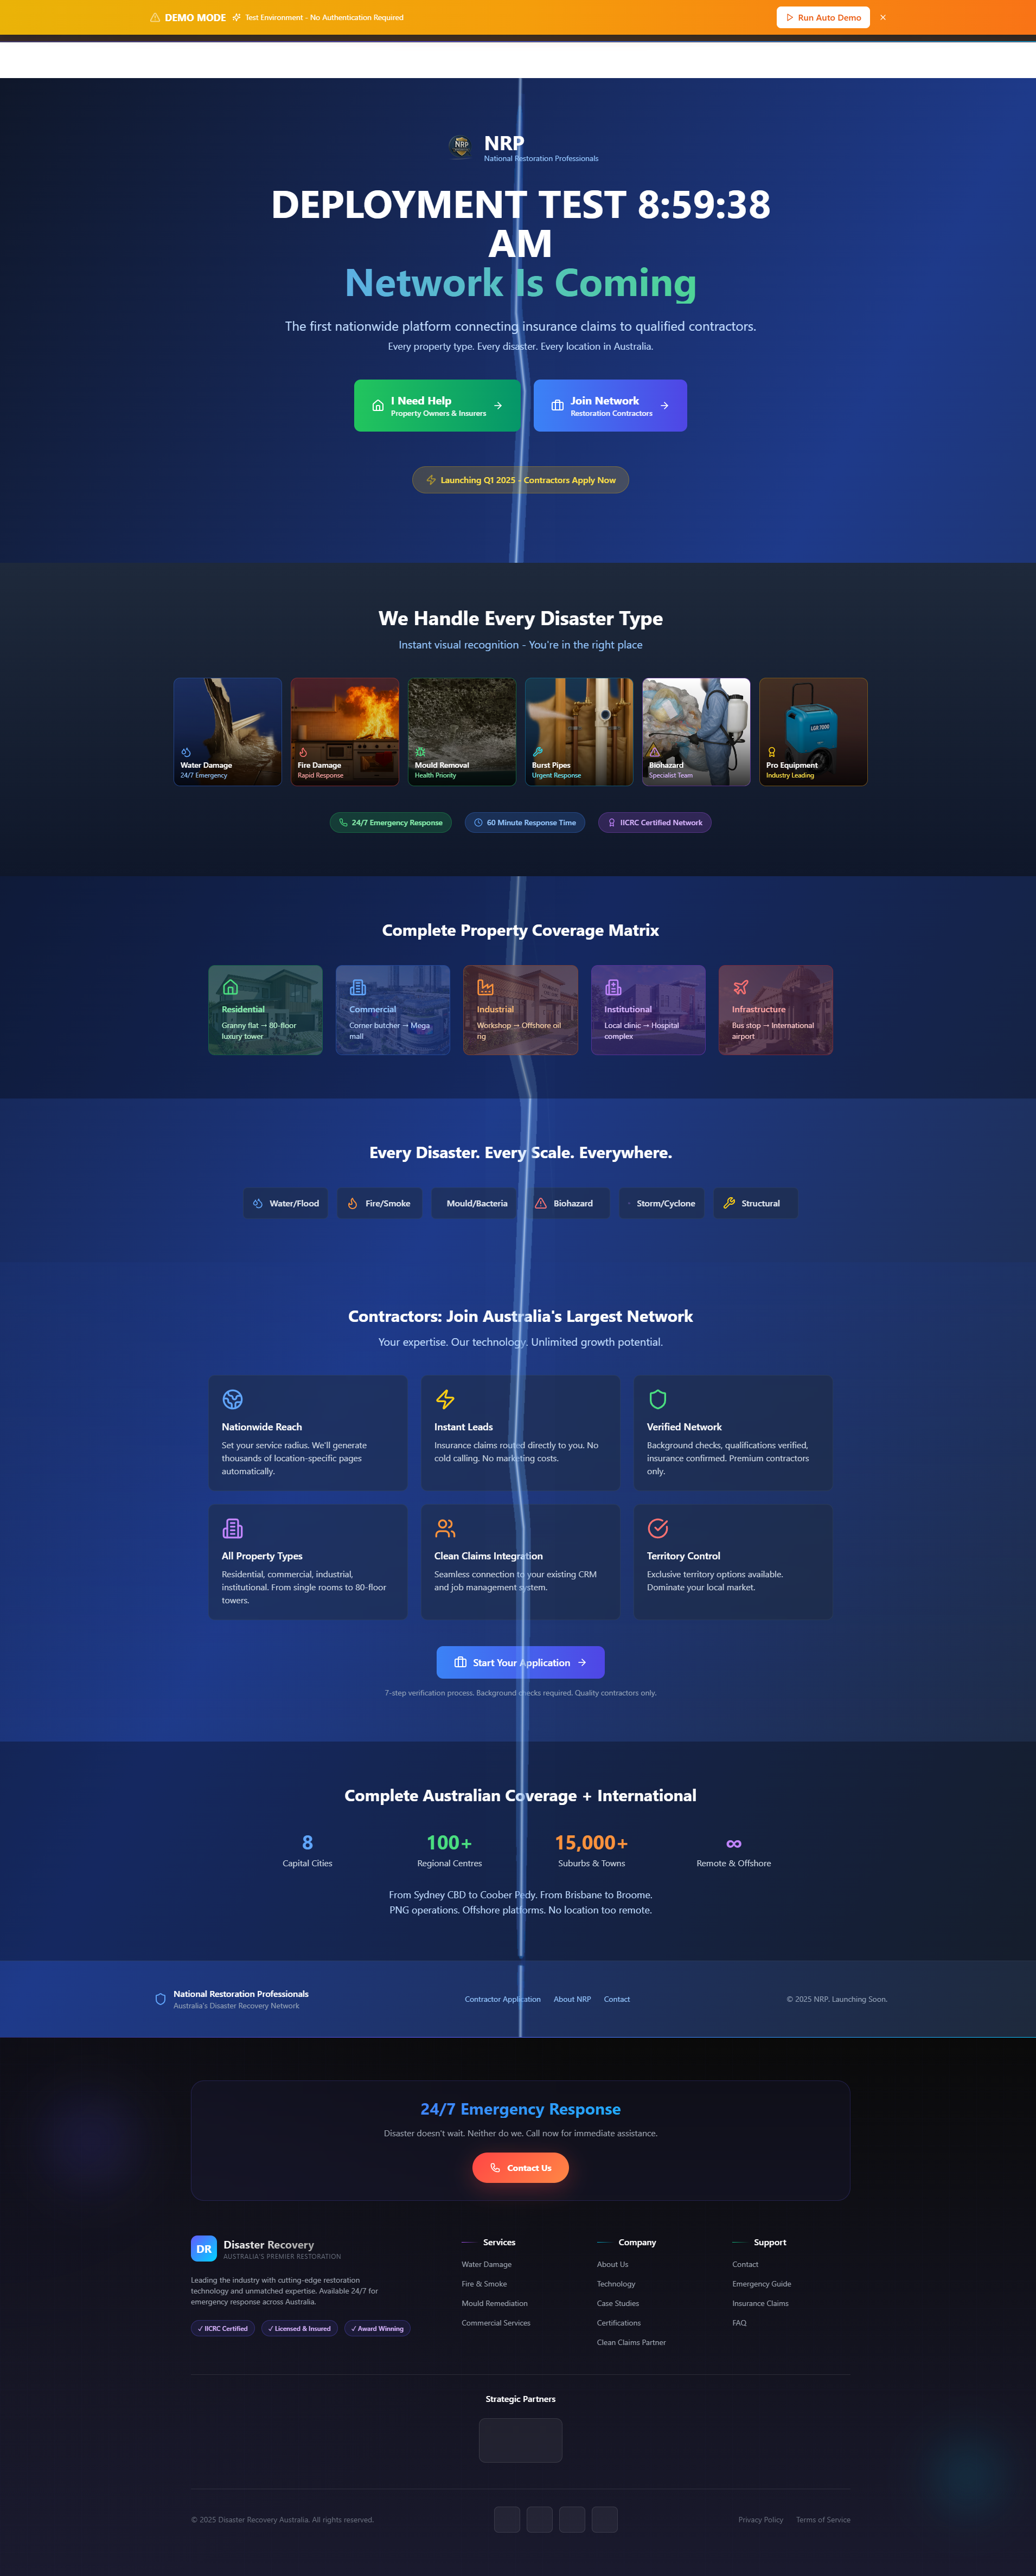 DEMO MODE Test Environment - No Authentication Required
Run Auto Demo
NRP
NRP
National Restoration Professionals
DEPLOYMENT TEST 8:59:38
AM
Network Is Coming
The first nationwide platform connecting insurance claims to qualified contractors.
Every property type. Every disaster. Every location in Australia.
I Need Help
Property Owners & Insurers
Join Network
Restoration Contractors
Launching Q1 2025 - Contractors Apply Now
We Handle Every Disaster Type
Instant visual recognition - You're in the right place
Water Damage
24/7 Emergency
Fire Damage
Rapid Response
Mould Removal
Health Priority
Burst Pipes
Urgent Response
Biohazard
Specialist Team
LGR 7000
Pro Equipment
Industry Leading
24/7 Emergency Response
60 Minute Response Time
IICRC Certified Network
Complete Property Coverage Matrix
Residential
Granny flat → 80-floor
luxury tower
Commercial
Corner butcher → Mega
mall
Industrial
Workshop → Offshore oil
rig
Institutional
Local clinic → Hospital
complex
Infrastructure
Bus stop → International
airport
Every Disaster. Every Scale. Everywhere.
Water/Flood
Fire/Smoke
Mould/Bacteria
Biohazard
Storm/Cyclone
Structural
Contractors: Join Australia's Largest Network
Your expertise. Our technology. Unlimited growth potential.
Nationwide Reach
Set your service radius. We'll generate
thousands of location-specific pages
automatically.
Instant Leads
Insurance claims routed directly to you. No
cold calling. No marketing costs.
Verified Network
Background checks, qualifications verified,
insurance confirmed. Premium contractors
only.
All Property Types
Residential, commercial, industrial,
institutional. From single rooms to 80-floor
towers.
Clean Claims Integration
Seamless connection to your existing CRM
and job management system.
Territory Control
Exclusive territory options available.
Dominate your local market.
Start Your Application
7-step verification process. Background checks required. Quality contractors only.
Complete Australian Coverage + International
8
Capital Cities
100+
Regional Centres
15,000+
Suburbs & Towns
∞
Remote & Offshore
From Sydney CBD to Coober Pedy. From Brisbane to Broome.
PNG operations. Offshore platforms. No location too remote.
National Restoration Professionals
Australia's Disaster Recovery Network
Contractor Application
About NRP
Contact
© 2025 NRP. Launching Soon.
24/7 Emergency Response
Disaster doesn't wait. Neither do we. Call now for immediate assistance.
Contact Us
DR
Disaster Recovery
AUSTRALIA'S PREMIER RESTORATION
Leading the industry with cutting-edge restoration
technology and unmatched expertise. Available 24/7 for
emergency response across Australia.
✓ IICRC Certified
✓ Licensed & Insured
✓ Award Winning
Services
Water Damage
Fire & Smoke
Mould Remediation
Commercial Services
Company
About Us
Technology
Case Studies
Certifications
Clean Claims Partner
Support
Contact
Emergency Guide
Insurance Claims
FAQ
Strategic Partners
© 2025 Disaster Recovery Australia. All rights reserved.
Privacy Policy
Terms of Service